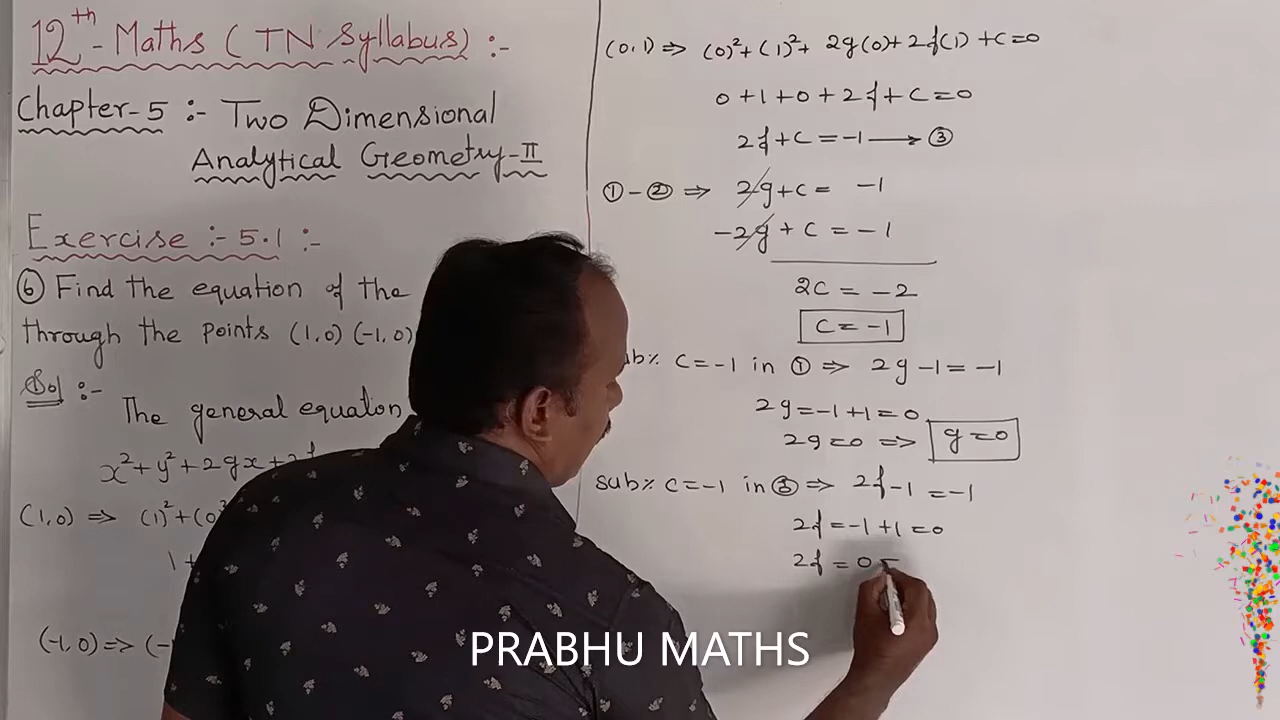 12th - Maths (TN Syllabus) :-
Chapter-5 :- Two Dimensional
Analytical Geometry-II
Exercise :- 5.1 :-
⑥ Find the equation of the
through the points (1,0) (-1,0)
Sol :-
The general equation
x²+y²+2gx+2f
(1,0) ⇒ (1)²+(0)²
1+
(-1,0) ⇒ (-
(0,1) ⇒ (0)²+(1)²+ 2g(0)+2f(1)+c=0
0+1+0+2f+c=0
2f+c=-1 → ③
①-② ⇒ 2g+c= -1
-2g+c=-1
2c=-2
c=-1
sub% c=-1 in ① ⇒ 2g-1=-1
2g=-1+1=0
2g=0 ⇒ g=0
sub% c=-1 in ③ ⇒ 2f-1=-1
2f=-1+1=0
2f=0
PRABHU MATHS